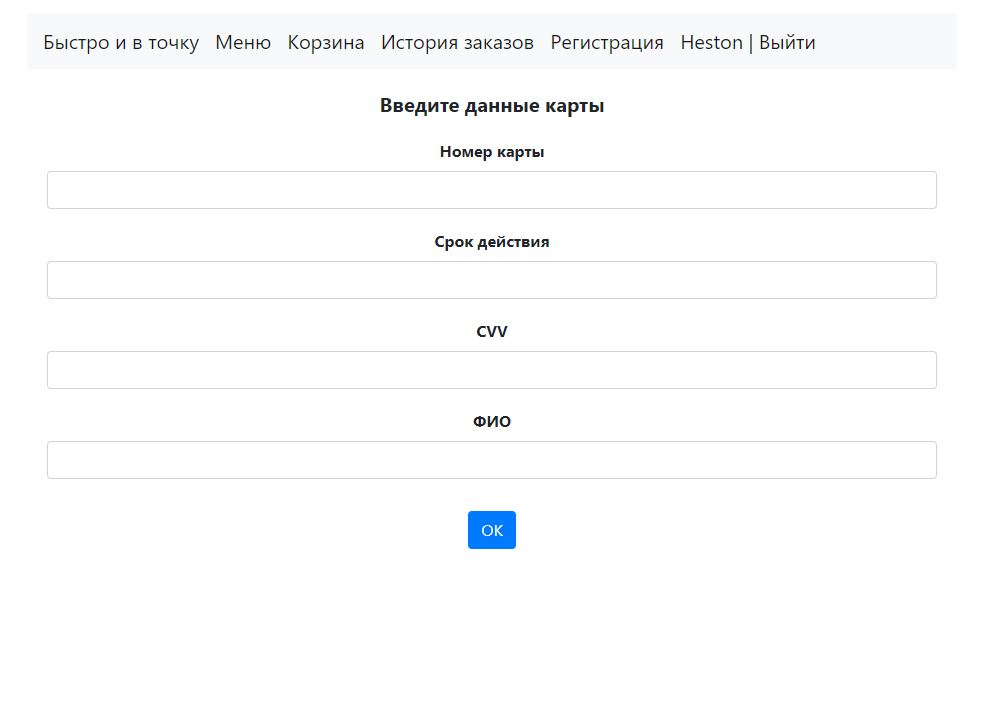 Быстро и в точку Меню Корзина История заказов Регистрация Heston | Выйти
Введите данные карты
Номер карты
Срок действия
CVV
ФИО
OK